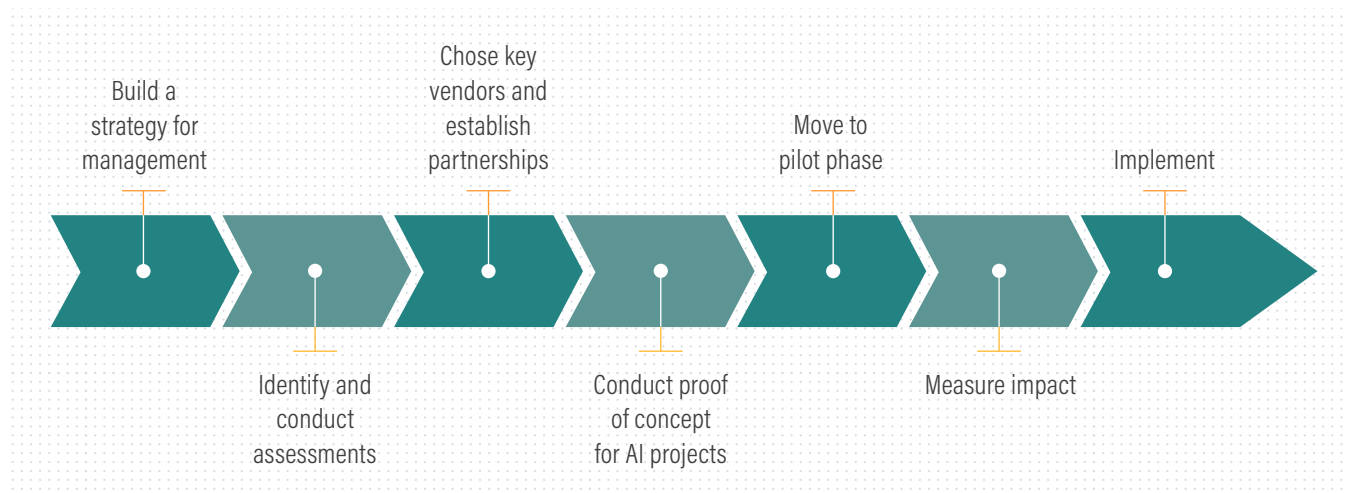 Build a
strategy for
management
Identify and
conduct
assessments
Chose key
vendors and
establish
partnerships
Conduct proof
of concept
for AI projects
Move to
pilot phase
Measure impact
Implement